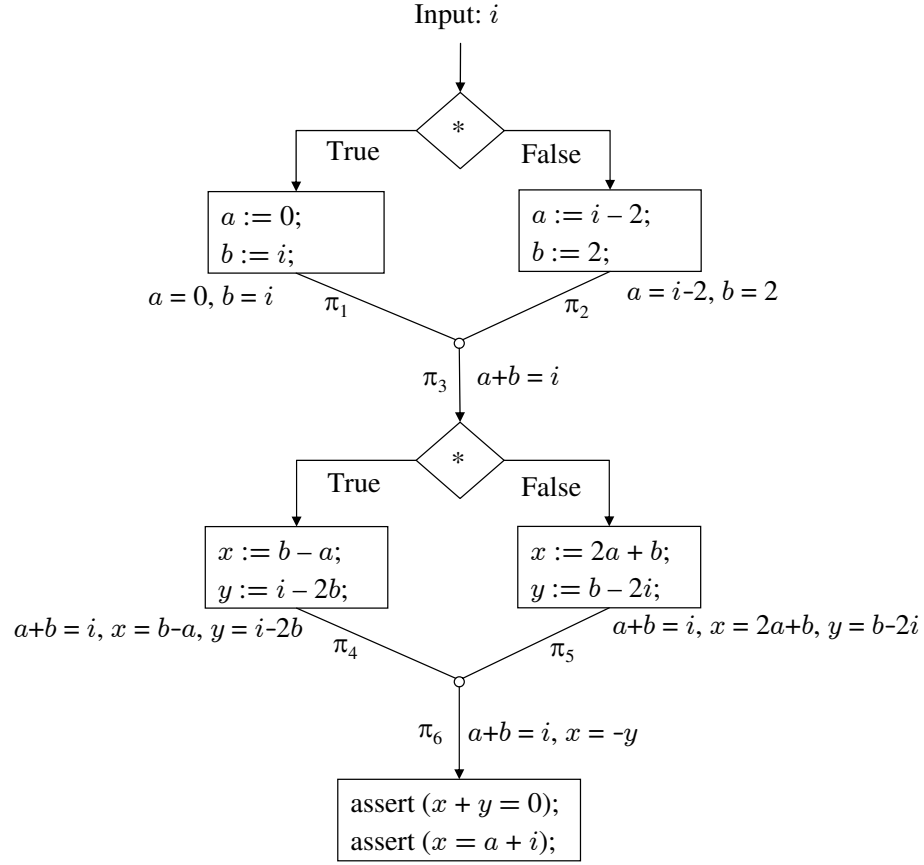 Input: i
*
True
False
a := 0;
b := i;
a := i – 2;
b := 2;
a = 0, b = i
π1
π2
a = i-2, b = 2
π3
a+b = i
*
True
False
x := b – a;
y := i – 2b;
x := 2a + b;
y := b – 2i;
a+b = i, x = b-a, y = i-2b
π4
π5
a+b = i, x = 2a+b, y = b-2i
π6
a+b = i, x = -y
assert (x + y = 0);
assert (x = a + i);